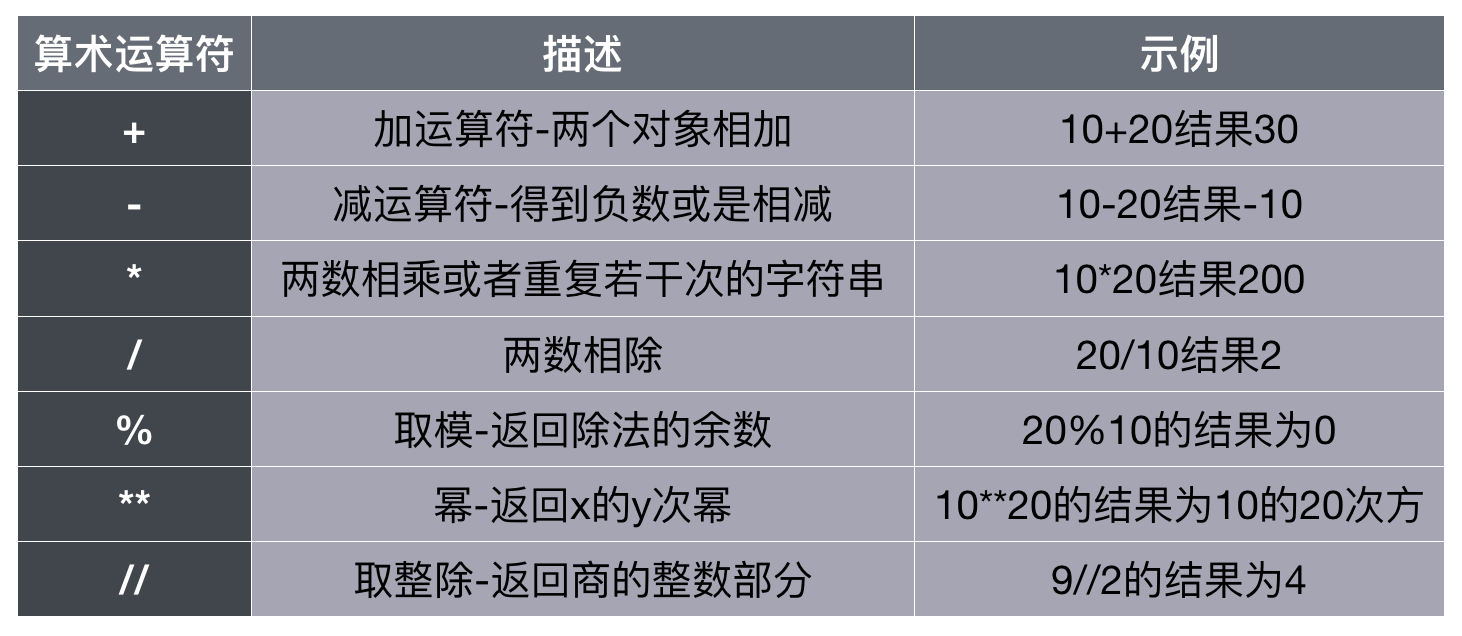 算术运算符 描述 示例
+ 加运算符-两个对象相加 10+20结果30
- 减运算符-得到负数或是相减 10-20结果-10
* 两数相乘或者重复若干次的字符串 10*20结果200
/ 两数相除 20/10结果2
% 取模-返回除法的余数 20%10的结果为0
** 幂-返回x的y次幂 10**20的结果为10的20次方
// 取整除-返回商的整数部分 9//2的结果为4